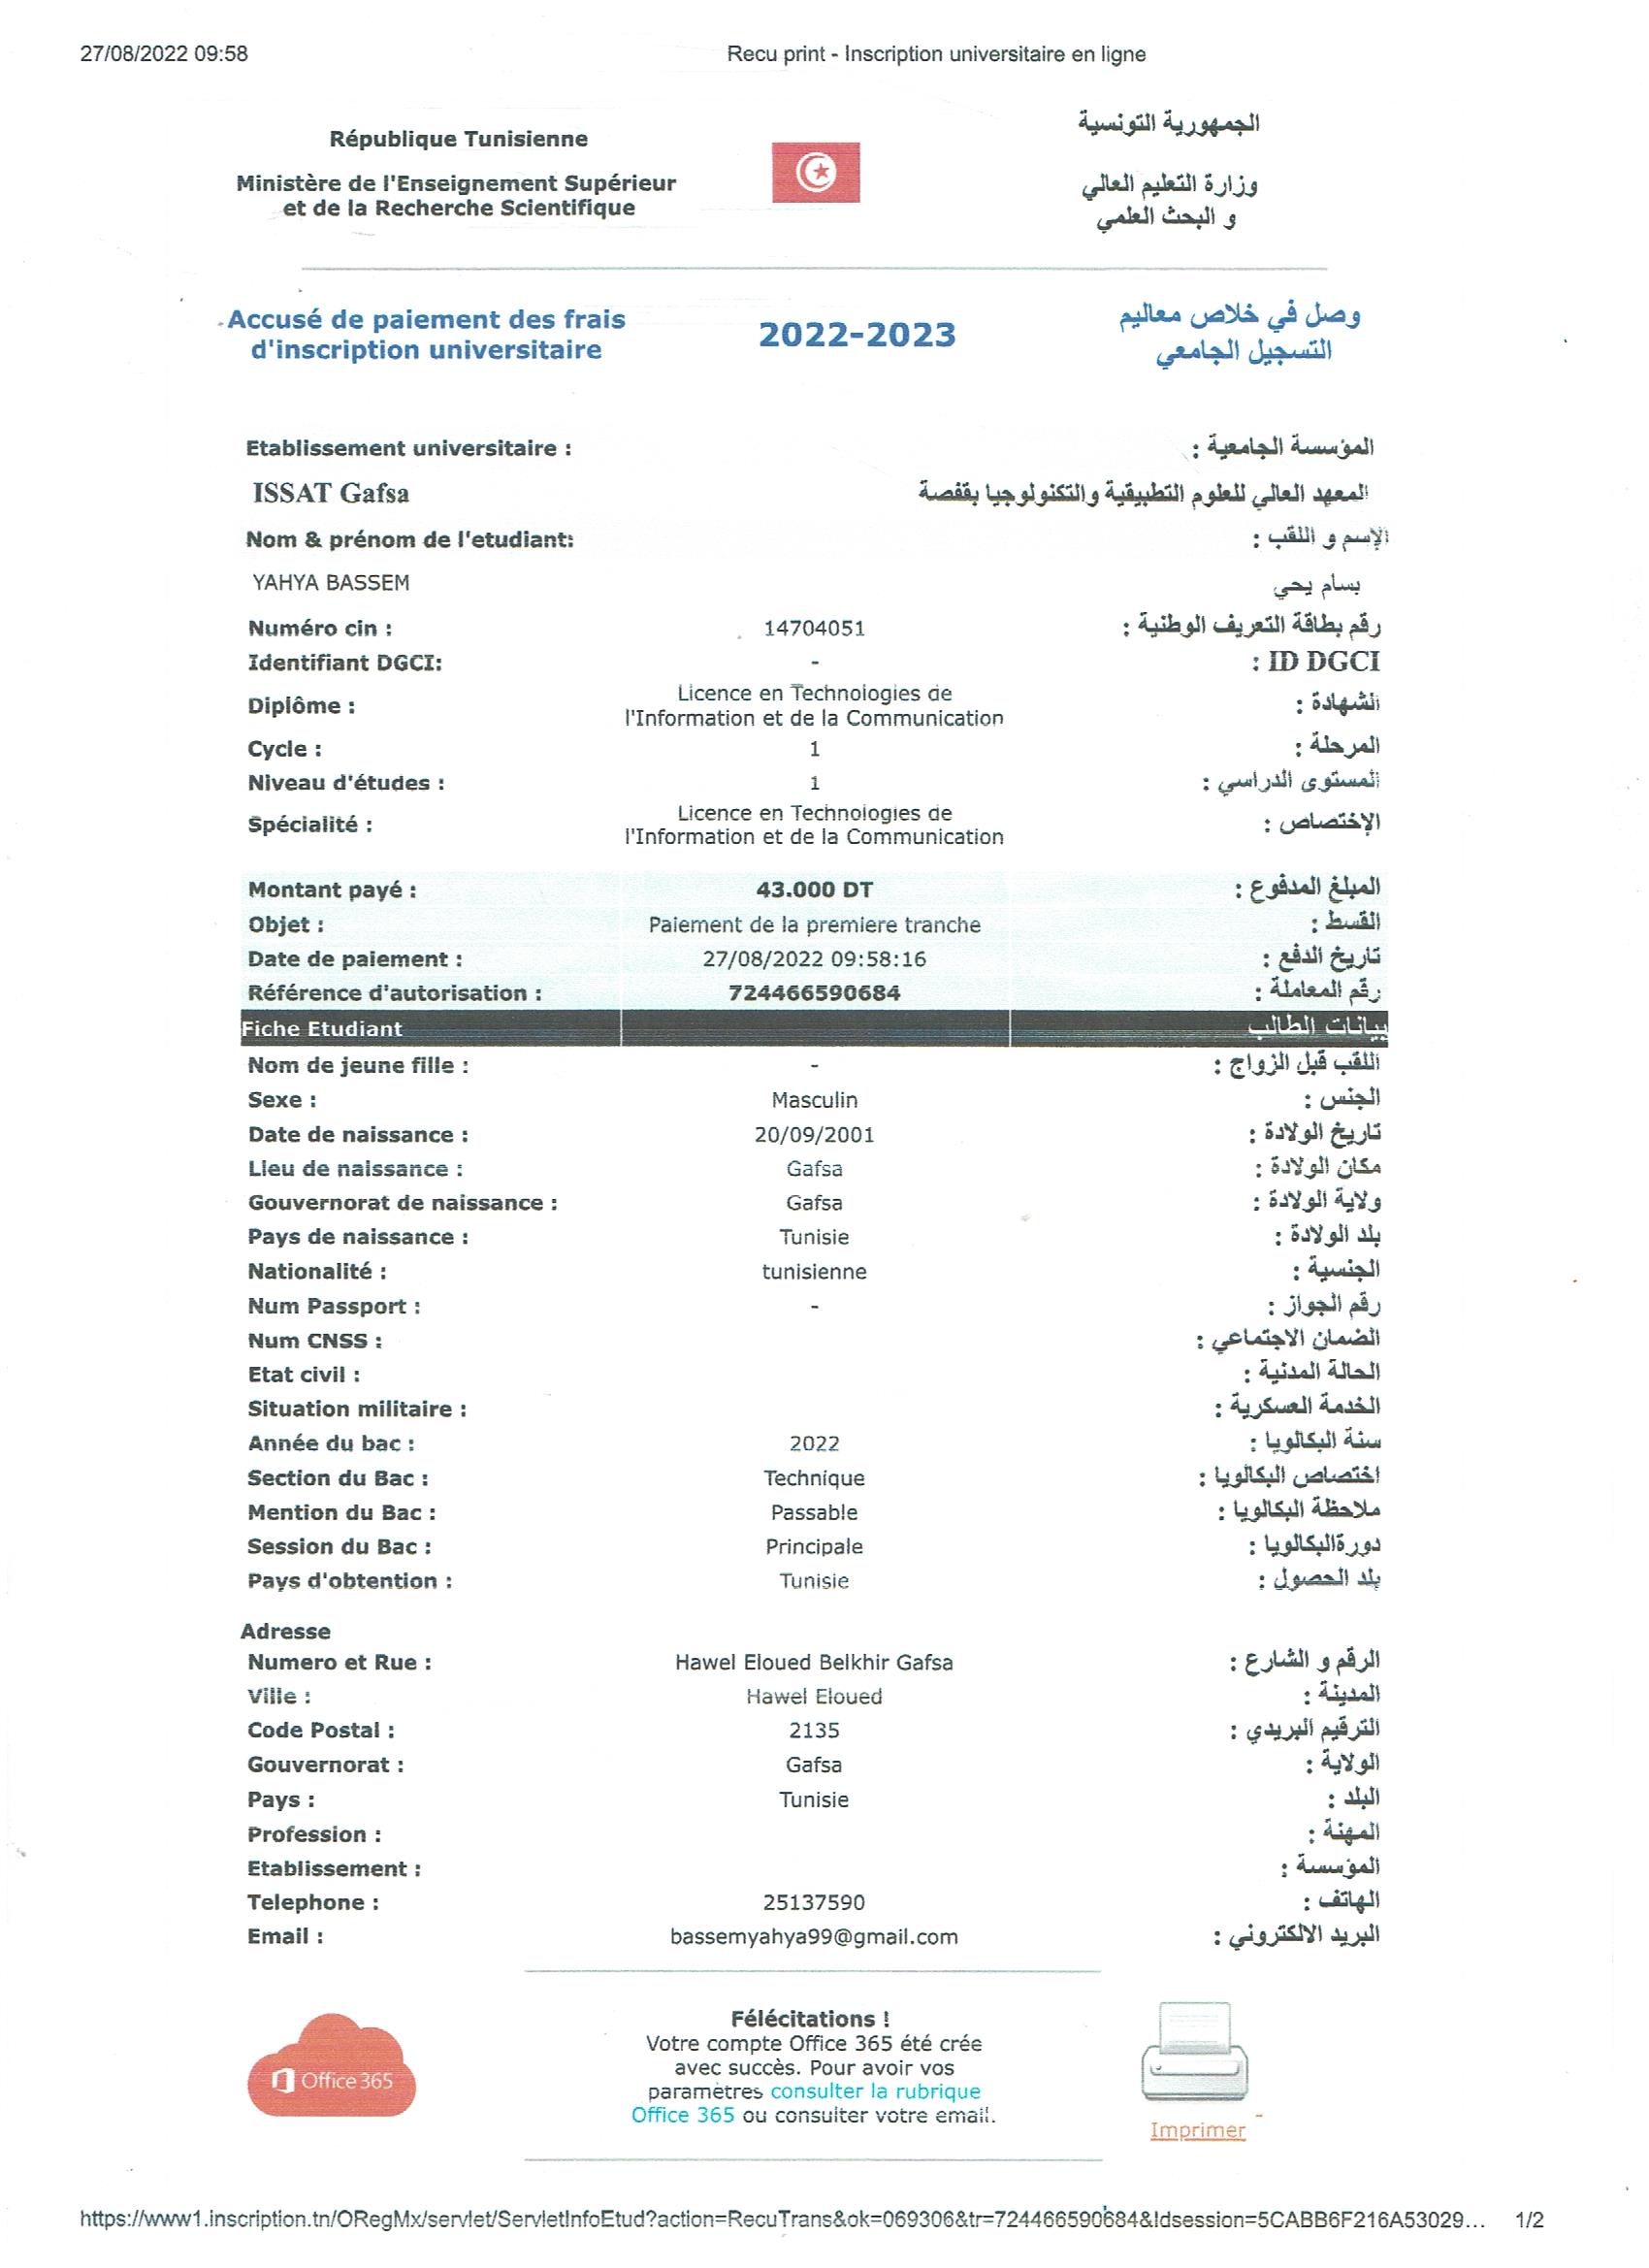 27/08/2022 09:58 Recu print - Inscription universitaire en ligne
République Tunisienne الجمهورية التونسية
Ministère de l'Enseignement Supérieur وزارة التعليم العالي
et de la Recherche Scientifique و البحث العلمي
Accusé de paiement des frais 2022-2023 وصل في خلاص معاليم
d'inscription universitaire التسجيل الجامعي
Etablissement universitaire : المؤسسة الجامعية :
ISSAT Gafsa المعهد العالي للعلوم التطبيقية والتكنولوجيا بقفصة
Nom & prénom de l'etudiant: الإسم و اللقب :
YAHYA BASSEM بسام يحي
Numéro cin : 14704051 رقم بطاقة التعريف الوطنية :
Identifiant DGCI: - ID DGCI :
Diplôme : Licence en Technologies de الشهادة :
l'Information et de la Communication
Cycle : 1 المرحلة :
Niveau d'études : 1 المستوى الدراسي :
Spécialité : Licence en Technologies de الإختصاص :
l'Information et de la Communication
Montant payé : 43.000 DT المبلغ المدفوع :
Objet : Paiement de la premiere tranche القسط :
Date de paiement : 27/08/2022 09:58:16 تاريخ الدفع :
Référence d'autorisation : 724466590684 رقم المعاملة :
Fiche Etudiant بيانات الطالب
Nom de jeune fille : - اللقب قبل الزواج :
Sexe : Masculin الجنس :
Date de naissance : 20/09/2001 تاريخ الولادة :
Lieu de naissance : Gafsa مكان الولادة :
Gouvernorat de naissance : Gafsa ولاية الولادة :
Pays de naissance : Tunisie بلد الولادة :
Nationalité : tunisienne الجنسية :
Num Passport : - رقم الجواز :
Num CNSS : الضمان الاجتماعي :
Etat civil : الحالة المدنية :
Situation militaire : الخدمة العسكرية :
Année du bac : 2022 سنة البكالويا :
Section du Bac : Technique اختصاص البكالويا :
Mention du Bac : Passable ملاحظة البكالويا :
Session du Bac : Principale دورةالبكالويا :
Pays d'obtention : Tunisie بلد الحصول :
Adresse
Numero et Rue : Hawel Eloued Belkhir Gafsa الرقم و الشارع :
Ville : Hawel Eloued المدينة :
Code Postal : 2135 الترقيم البريدي :
Gouvernorat : Gafsa الولاية :
Pays : Tunisie البلد :
Profession : المهنة :
Etablissement : المؤسسة :
Telephone : 25137590 الهاتف :
Email : bassemyahya99@gmail.com البريد الالكتروني :
Félécitations !
Votre compte Office 365 été crée
avec succès. Pour avoir vos
paramètres consulter la rubrique
Office 365 ou consulter votre email.
Office 365
Imprimer
https://www1.inscription.tn/ORegMx/servlet/ServletInfoEtud?action=RecuTrans&ok=069306&tr=724466590684&Idsession=5CABB6F216A53029... 1/2